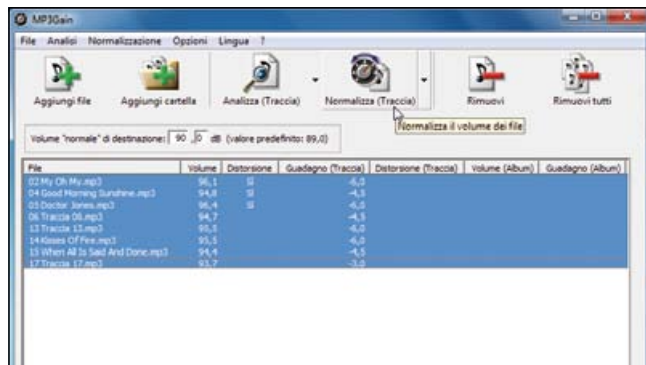 MP3Gain
File Analisi Normalizzazione Opzioni Lingua ?
Aggiungi file Aggiungi cartella Analizza (Traccia) Normalizza (Traccia) Rimuovi Rimuovi tutti
Normalizza il volume dei file
Volume "normale" di destinazione: 90 ,0 dB (valore predefinito: 89,0)
File Volume Distorsione Guadagno (Traccia) Distorsione (Traccia) Volume (Album) Guadagno (Album)
02 My Oh My.mp3 96,1 SI -6,0
04 Good Morning Sunshine.mp3 94,8 SI -4,5
05 Doctor Jones.mp3 96,4 SI -6,0
06 Traccia 06.mp3 94,7 -4,5
13 Traccia 13.mp3 95,5 -6,0
14 Kisses Of Fire.mp3 95,5 -6,0
15 When All Is Said And Done.mp3 94,4 -4,5
17 Traccia 17.mp3 93,7 -3,0